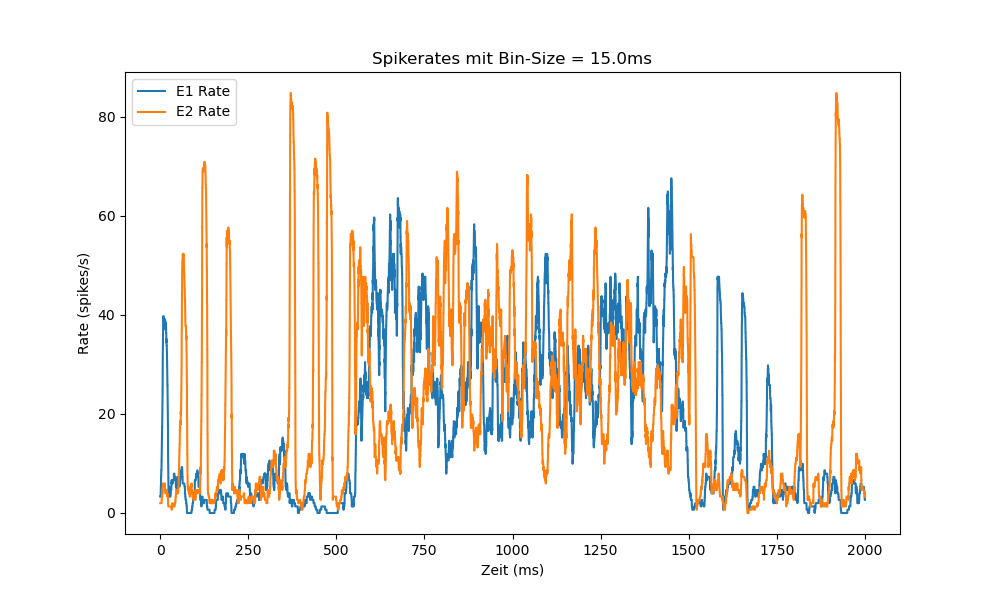 Spikerates mit Bin-Size = 15.0ms
E1 Rate
E2 Rate
Rate (spikes/s)
80
60
40
20
0
0 250 500 750 1000 1250 1500 1750 2000
Zeit (ms)